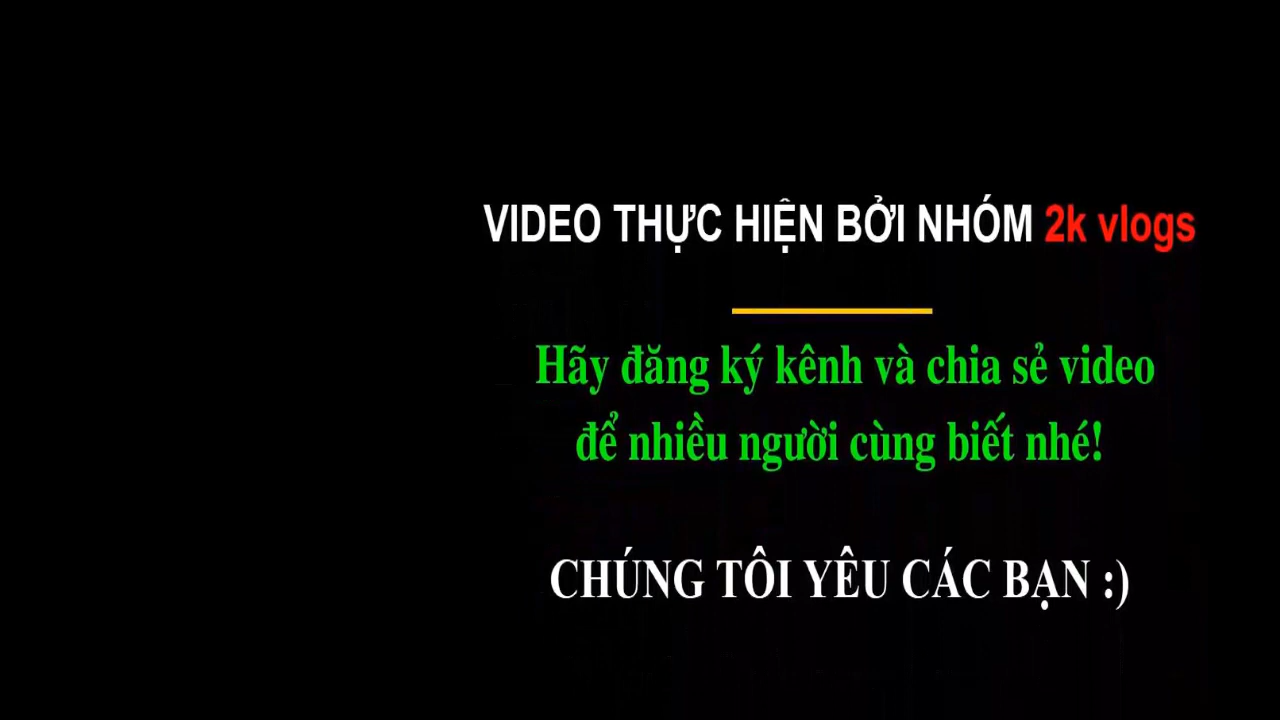 VIDEO THỰC HIỆN BỞI NHÓM 2k vlogs
Hãy đăng ký kênh và chia sẻ video
để nhiều người cùng biết nhé!
CHÚNG TÔI YÊU CÁC BẠN :)